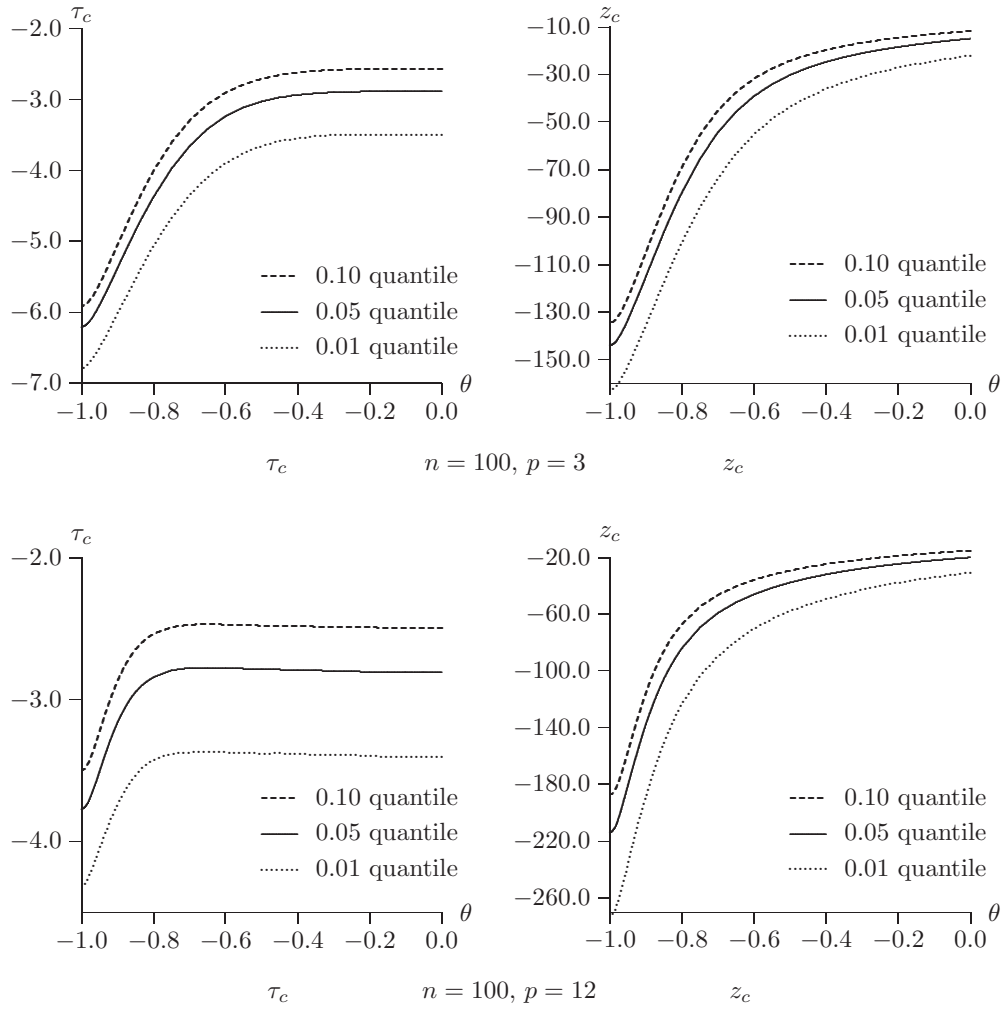 τc
−2.0
−3.0
−4.0
−5.0
−6.0
−7.0
−1.0 −0.8 −0.6 −0.4 −0.2 0.0
θ
0.10 quantile
0.05 quantile
0.01 quantile
zc
−10.0
−30.0
−50.0
−70.0
−90.0
−110.0
−130.0
−150.0
−1.0 −0.8 −0.6 −0.4 −0.2 0.0
θ
0.10 quantile
0.05 quantile
0.01 quantile
τc n = 100, p = 3 zc
τc
−2.0
−3.0
−4.0
−1.0 −0.8 −0.6 −0.4 −0.2 0.0
θ
0.10 quantile
0.05 quantile
0.01 quantile
zc
−20.0
−60.0
−100.0
−140.0
−180.0
−220.0
−260.0
−1.0 −0.8 −0.6 −0.4 −0.2 0.0
θ
0.10 quantile
0.05 quantile
0.01 quantile
τc n = 100, p = 12 zc